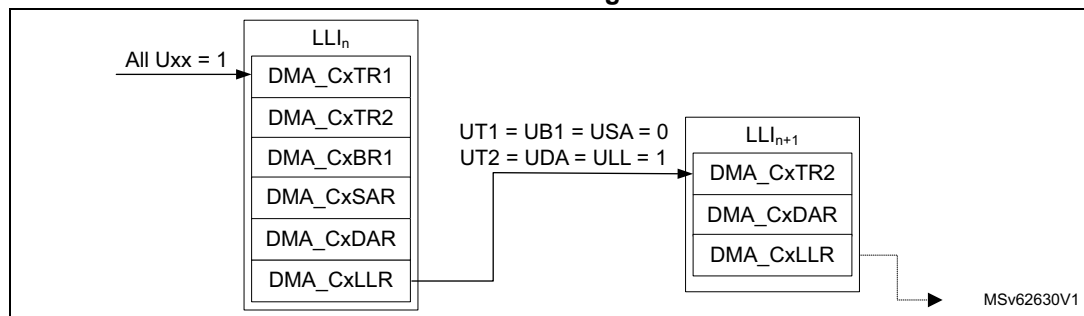 All Uxx = 1
LLIn
DMA_CxTR1
DMA_CxTR2
DMA_CxBR1
DMA_CxSAR
DMA_CxDAR
DMA_CxLLR
UT1 = UB1 = USA = 0
UT2 = UDA = ULL = 1
LLIn+1
DMA_CxTR2
DMA_CxDAR
DMA_CxLLR
MSv62630V1